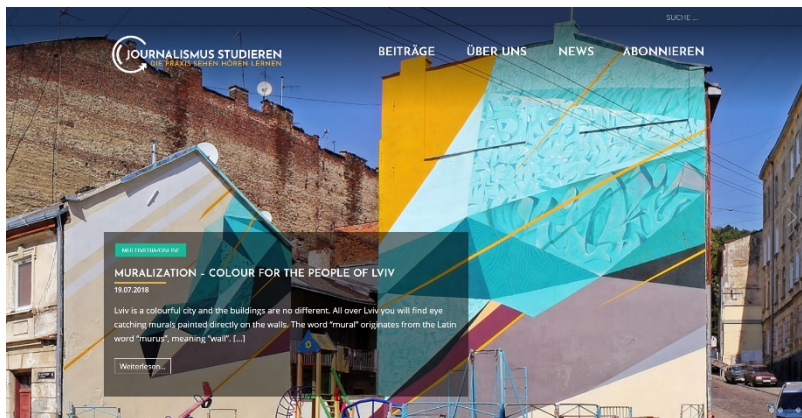 SUCHE ...
JOURNALISMUS STUDIEREN
DIE PRAXIS SEHEN HÖREN LERNEN
BEITRÄGE ÜBER UNS NEWS ABONNIEREN
MULTIMEDIA/ONLINE
MURALIZATION – COLOUR FOR THE PEOPLE OF LVIV
19.07.2018
Lviv is a colourful city and the buildings are no different. All over Lviv you will find eye
catching murals painted directly on the walls. The word “mural” originates from the Latin
word “murus”, meaning “wall”. [...]
Weiterlesen...